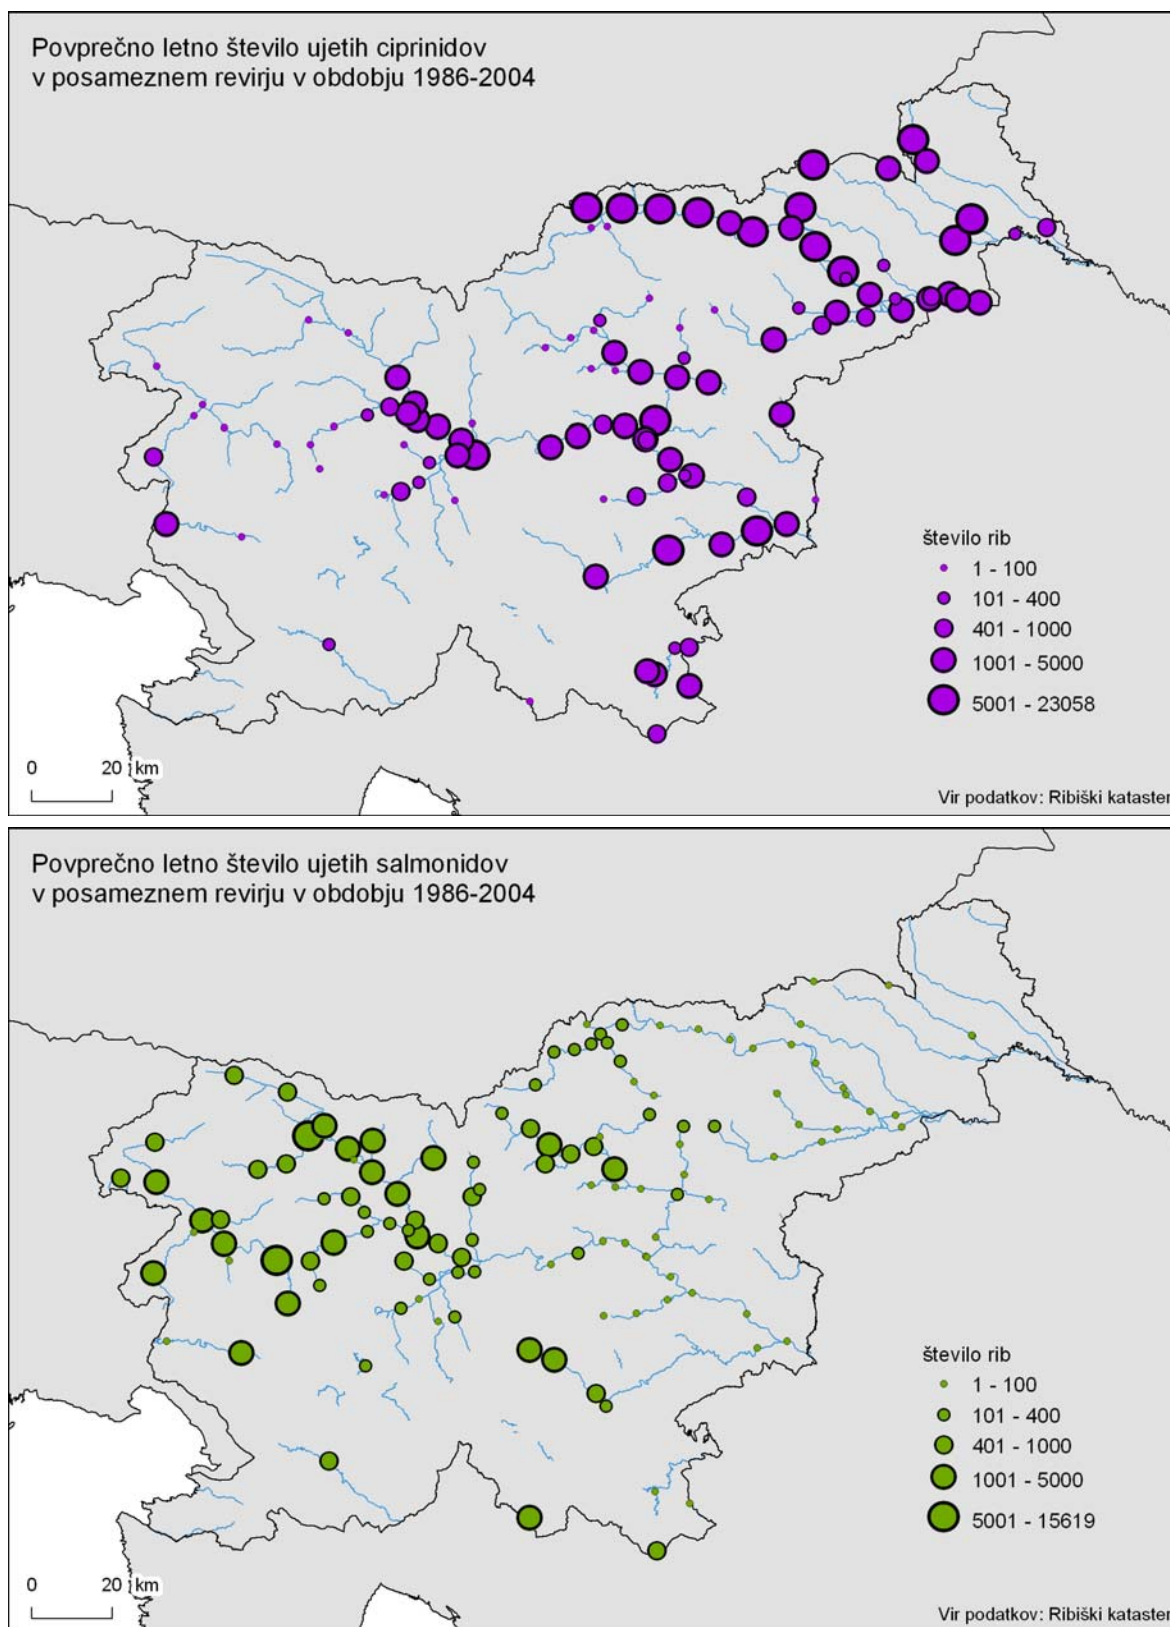 Povprečno letno število ujetih ciprinidov
v posameznem revirju v obdobju 1986-2004
število rib
1 - 100
101 - 400
401 - 1000
1001 - 5000
5001 - 23058
0 20 km
Vir podatkov: Ribiški kataster
Povprečno letno število ujetih salmonidov
v posameznem revirju v obdobju 1986-2004
število rib
1 - 100
101 - 400
401 - 1000
1001 - 5000
5001 - 15619
0 20 km
Vir podatkov: Ribiški kataster